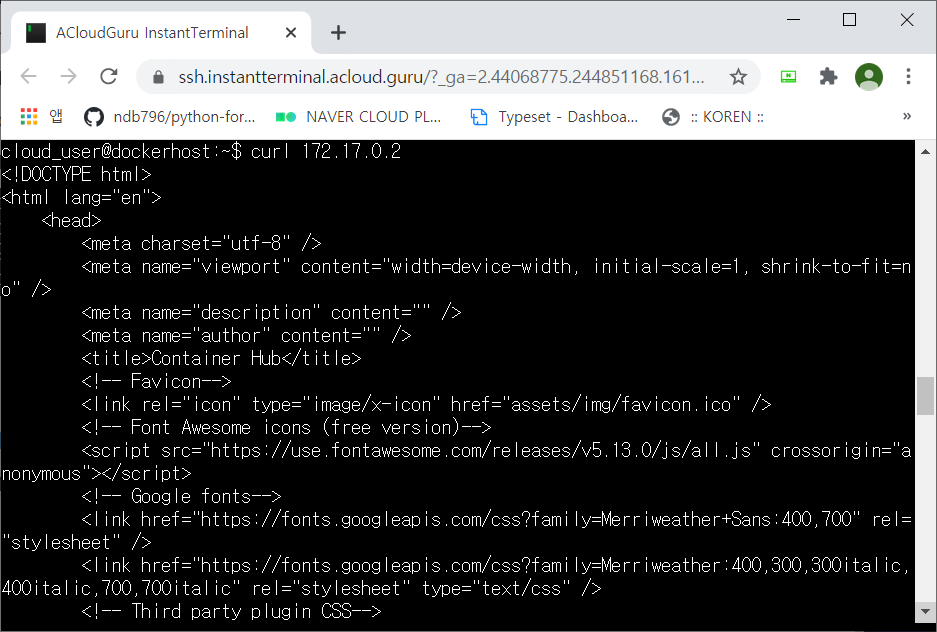 ACloudGuru InstantTerminal
ssh.instantterminal.acloud.guru/?_ga=2.44068775.244851168.161...
앱 ndb796/python-for... NAVER CLOUD PL... Typeset - Dashboa... :: KOREN :: »
cloud_user@dockerhost:~$ curl 172.17.0.2
<!DOCTYPE html>
<html lang="en">
    <head>
        <meta charset="utf-8" />
        <meta name="viewport" content="width=device-width, initial-scale=1, shrink-to-fit=n
o" />
        <meta name="description" content="" />
        <meta name="author" content="" />
        <title>Container Hub</title>
        <!-- Favicon-->
        <link rel="icon" type="image/x-icon" href="assets/img/favicon.ico" />
        <!-- Font Awesome icons (free version)-->
        <script src="https://use.fontawesome.com/releases/v5.13.0/js/all.js" crossorigin="a
nonymous"></script>
        <!-- Google fonts-->
        <link href="https://fonts.googleapis.com/css?family=Merriweather+Sans:400,700" rel=
"stylesheet" />
        <link href="https://fonts.googleapis.com/css?family=Merriweather:400,300,300italic,
400italic,700,700italic" rel="stylesheet" type="text/css" />
        <!-- Third party plugin CSS-->